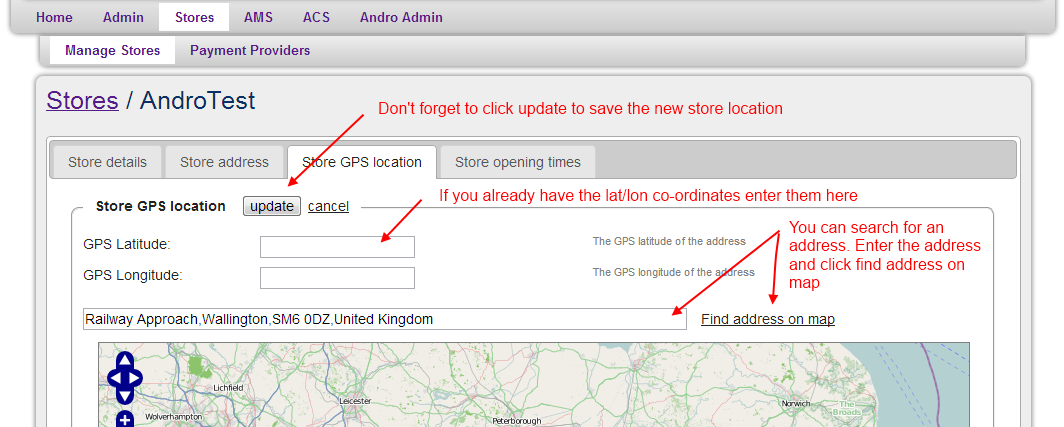 Home Admin Stores AMS ACS Andro Admin
Manage Stores Payment Providers
Stores / AndroTest
Don't forget to click update to save the new store location
Store details Store address Store GPS location Store opening times
If you already have the lat/lon co-ordinates enter them here
Store GPS location update cancel
You can search for an
address. Enter the address
and click find address on
map
GPS Latitude: The GPS latitude of the address
GPS Longitude: The GPS longitude of the address
Railway Approach,Wallington,SM6 0DZ,United Kingdom Find address on map
Lichfield
Leicester
Norwich
The
Broads
Wolverhampton
Peterborough